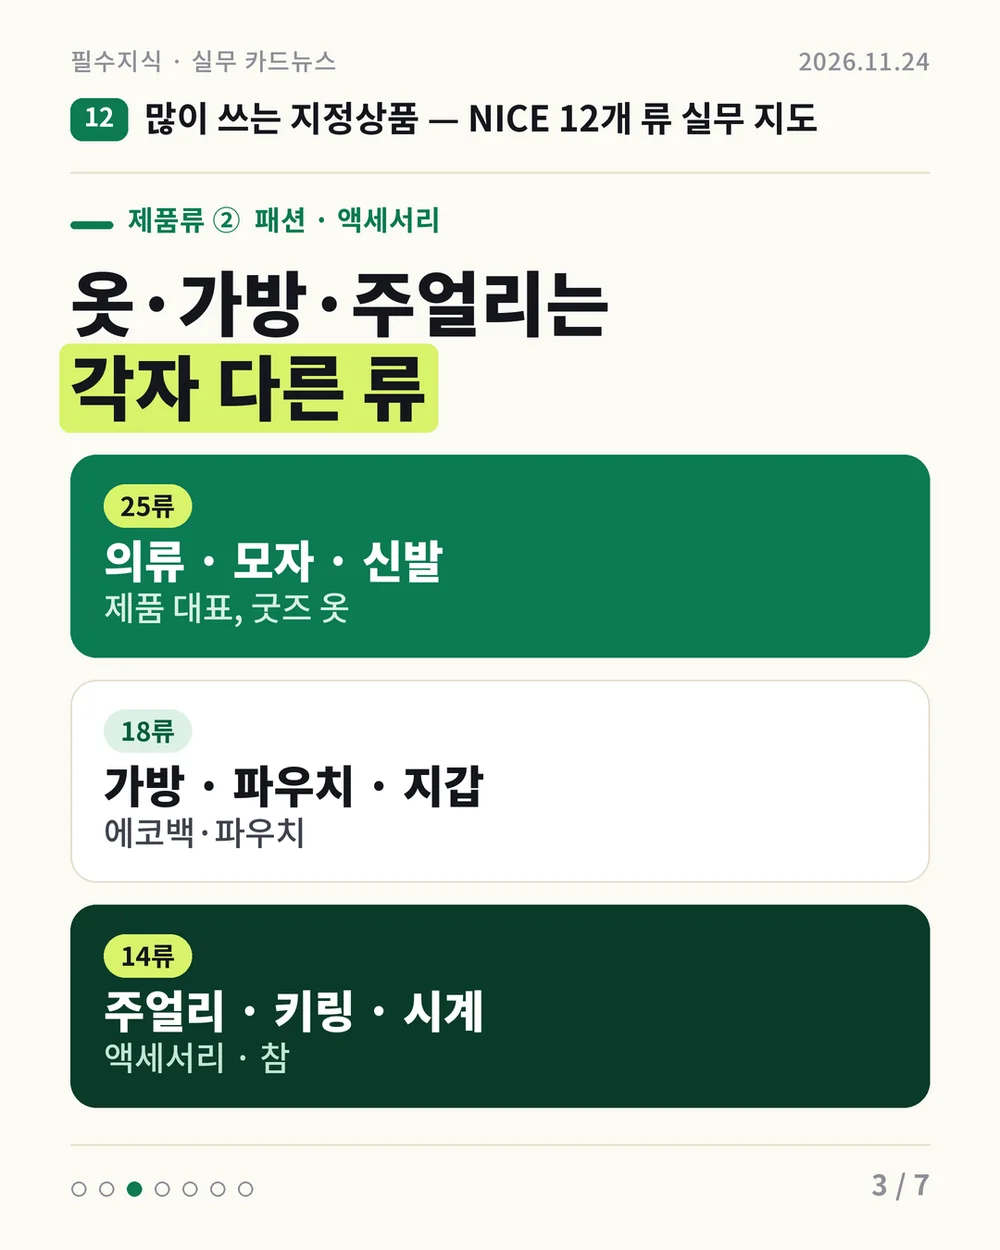 필수지식 · 실무 카드뉴스
2026.11.24
12 많이 쓰는 지정상품 — NICE 12개 류 실무 지도
제품류 ② 패션 · 액세서리
옷·가방·주얼리는
각자 다른 류
25류
의류 · 모자 · 신발
제품 대표, 굿즈 옷
18류
가방 · 파우치 · 지갑
에코백·파우치
14류
주얼리 · 키링 · 시계
액세서리 · 참
3 / 7